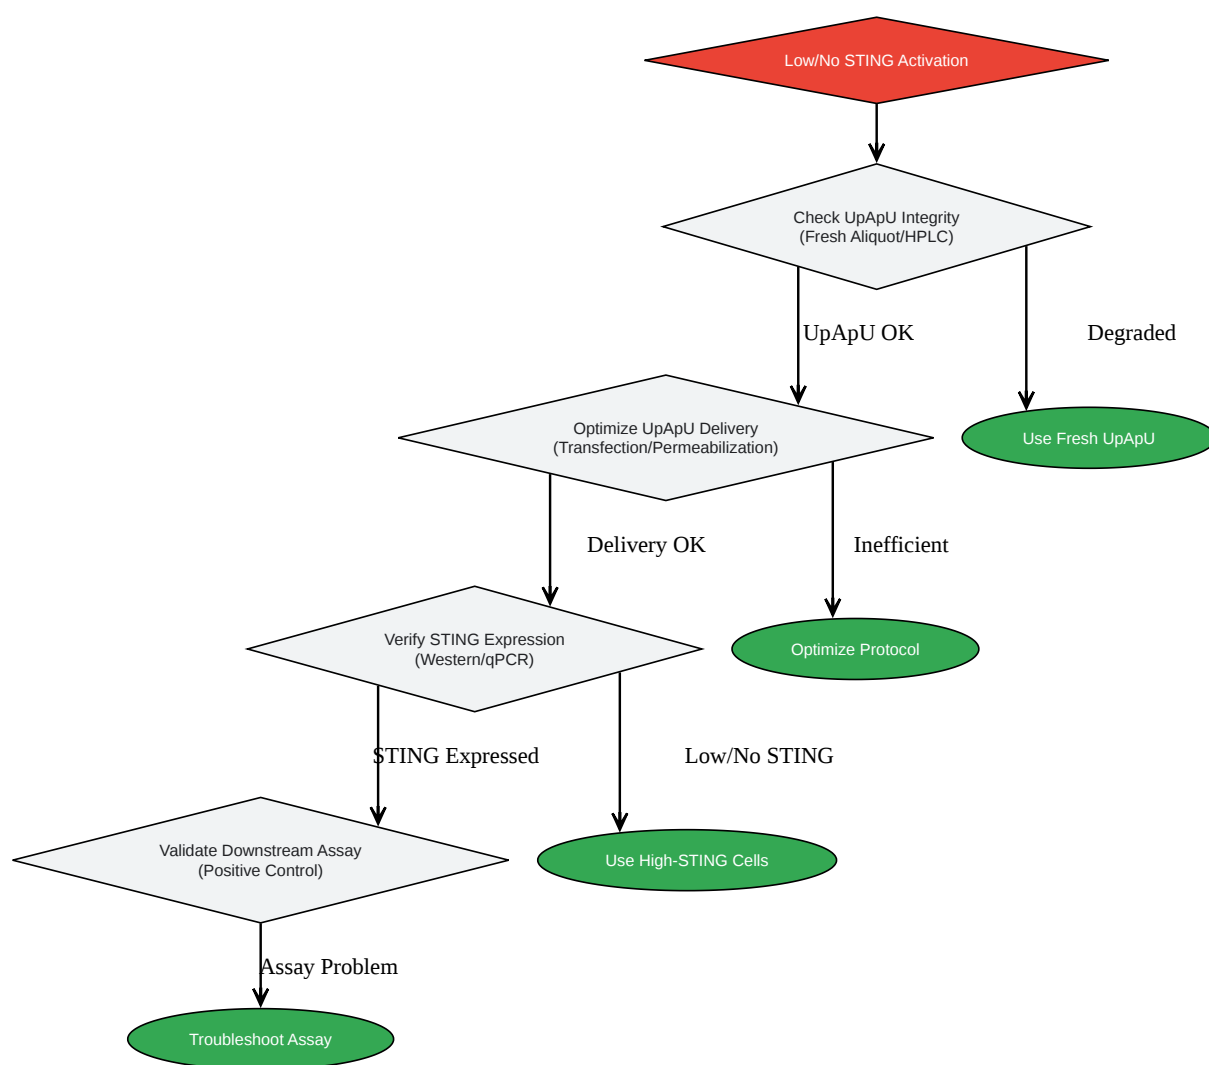 Low/No STING Activation
Check UpApU Integrity
(Fresh Aliquot/HPLC)
UpApU OK
Degraded
Optimize UpApU Delivery
(Transfection/Permeabilization)
Use Fresh UpApU
Delivery OK
Inefficient
Verify STING Expression
(Western/qPCR)
Optimize Protocol
STING Expressed
Low/No STING
Validate Downstream Assay
(Positive Control)
Use High-STING Cells
Assay Problem
Troubleshoot Assay